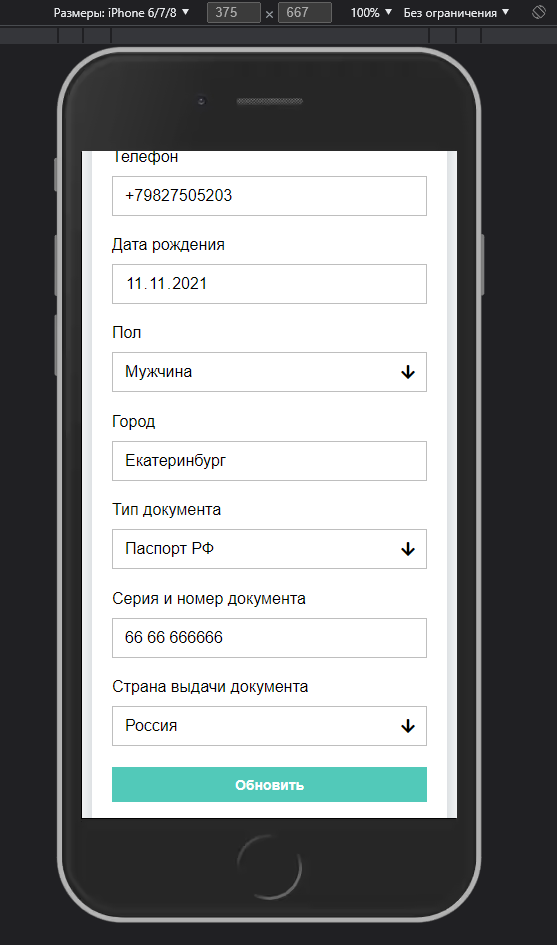 Размеры: iPhone 6/7/8 ▼ 375 × 667 100% ▼ Без ограничения ▼
Телефон
+79827505203
Дата рождения
11.11.2021
Пол
Мужчина
Город
Екатеринбург
Тип документа
Паспорт РФ
Серия и номер документа
66 66 666666
Страна выдачи документа
Россия
Обновить